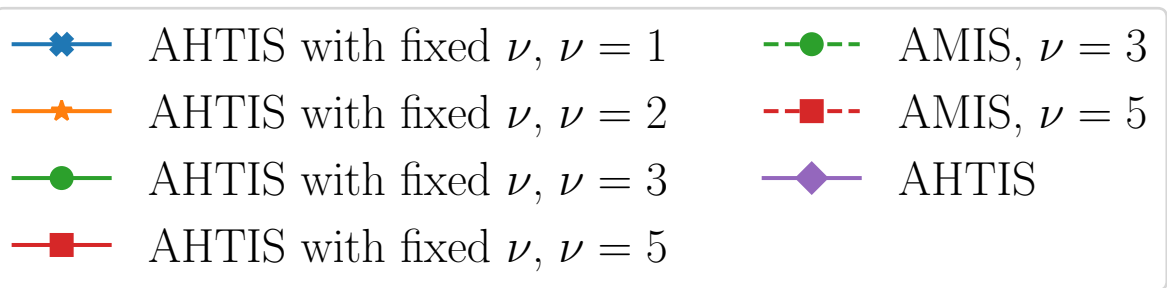 AHTIS with fixed ν, ν = 1
AHTIS with fixed ν, ν = 2
AHTIS with fixed ν, ν = 3
AHTIS with fixed ν, ν = 5
AMIS, ν = 3
AMIS, ν = 5
AHTIS